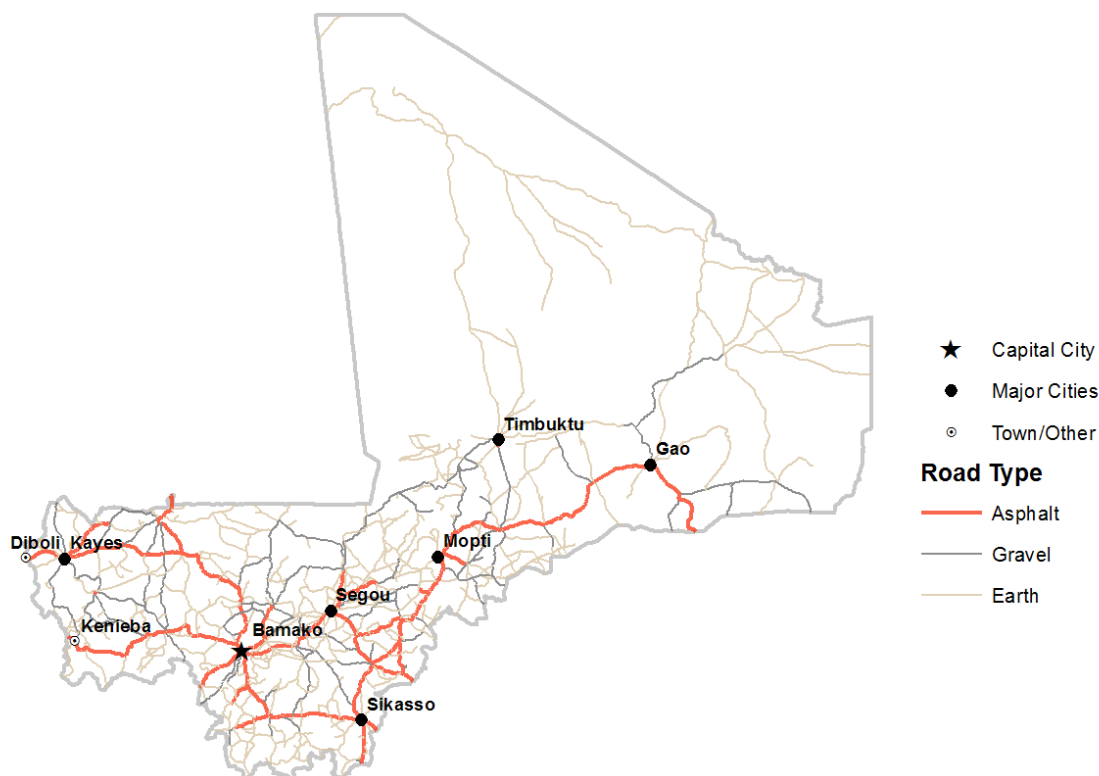 Capital City
Major Cities
Timbuktu
Town/Other
Gao
Road Type
Asphalt
Diboli Kayes
Mopti
Gravel
Segou
Earth
Kenieba
Bamako
Sikasso